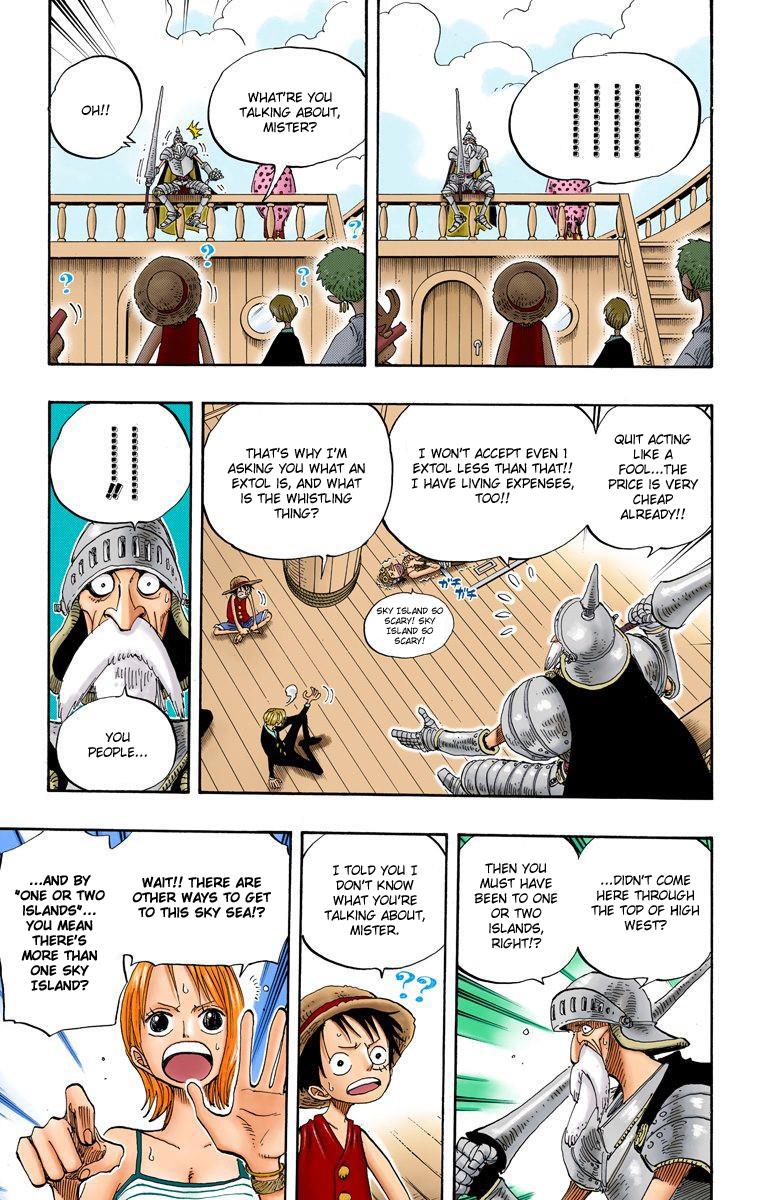 WHAT'RE YOU
TALKING ABOUT,
MISTER?
OH!!
QUIT ACTING
LIKE A
FOOL...THE
PRICE IS VERY
CHEAP
ALREADY!!
I WON'T ACCEPT EVEN 1
EXTOL LESS THAN THAT!!
I HAVE LIVING EXPENSES,
TOO!!
THAT'S WHY I'M
ASKING YOU WHAT AN
EXTOL IS, AND WHAT
IS THE WHISTLING
THING?
ガチ
ガチ
SKY ISLAND SO
SCARY! SKY
ISLAND SO
SCARY!
!!
YOU
PEOPLE...
...DIDN'T COME
HERE THROUGH
THE TOP OF HIGH
WEST?
THEN YOU
MUST HAVE
BEEN TO ONE
OR TWO
ISLANDS,
RIGHT!?
I TOLD YOU I
DON'T KNOW
WHAT YOU'RE
TALKING ABOUT,
MISTER.
??
WAIT!! THERE ARE
OTHER WAYS TO GET
TO THIS SKY SEA!?
...AND BY
"ONE OR TWO
ISLANDS"...
YOU MEAN
THERE'S
MORE THAN
ONE SKY
ISLAND?